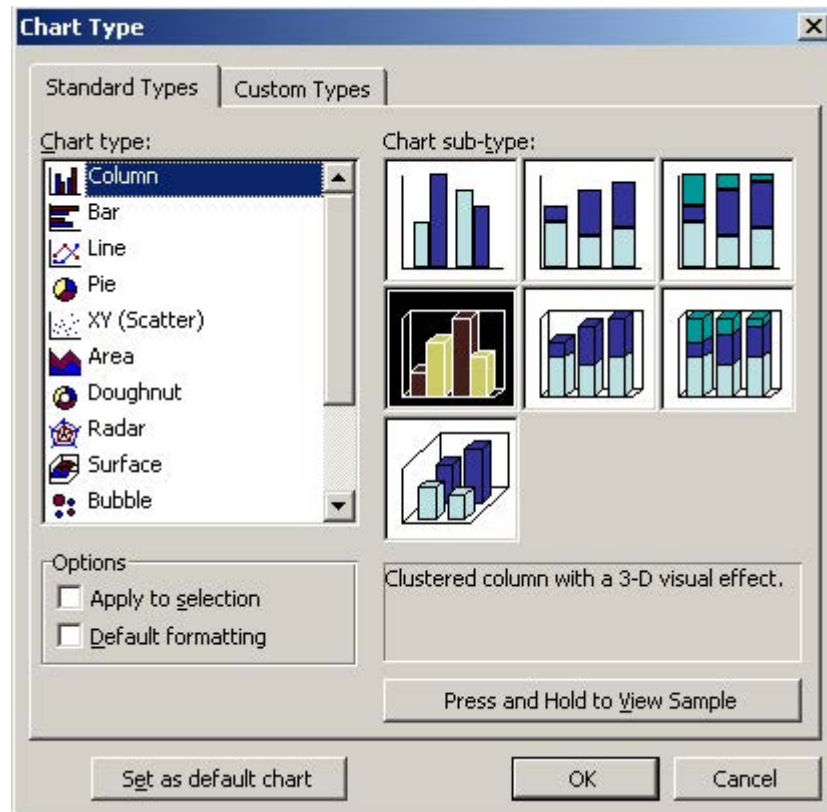 Chart Type
Standard Types
Custom Types
Chart type:
Column
Bar
Line
Pie
XY (Scatter)
Area
Doughnut
Radar
Surface
Bubble
Chart sub-type:
Options
Apply to selection
Default formatting
Clustered column with a 3-D visual effect.
Press and Hold to View Sample
Set as default chart
OK
Cancel